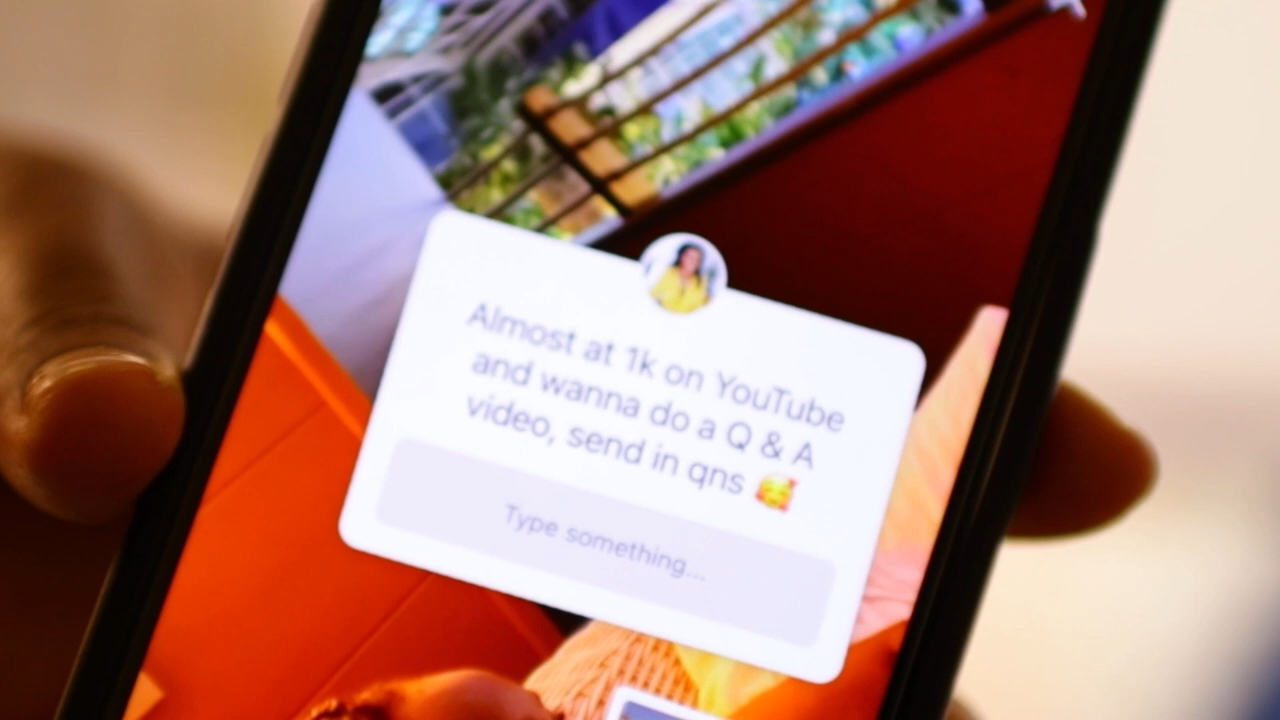 Almost at 1k on YouTube
and wanna do a Q & A
video, send in qns 🥰
Type something...